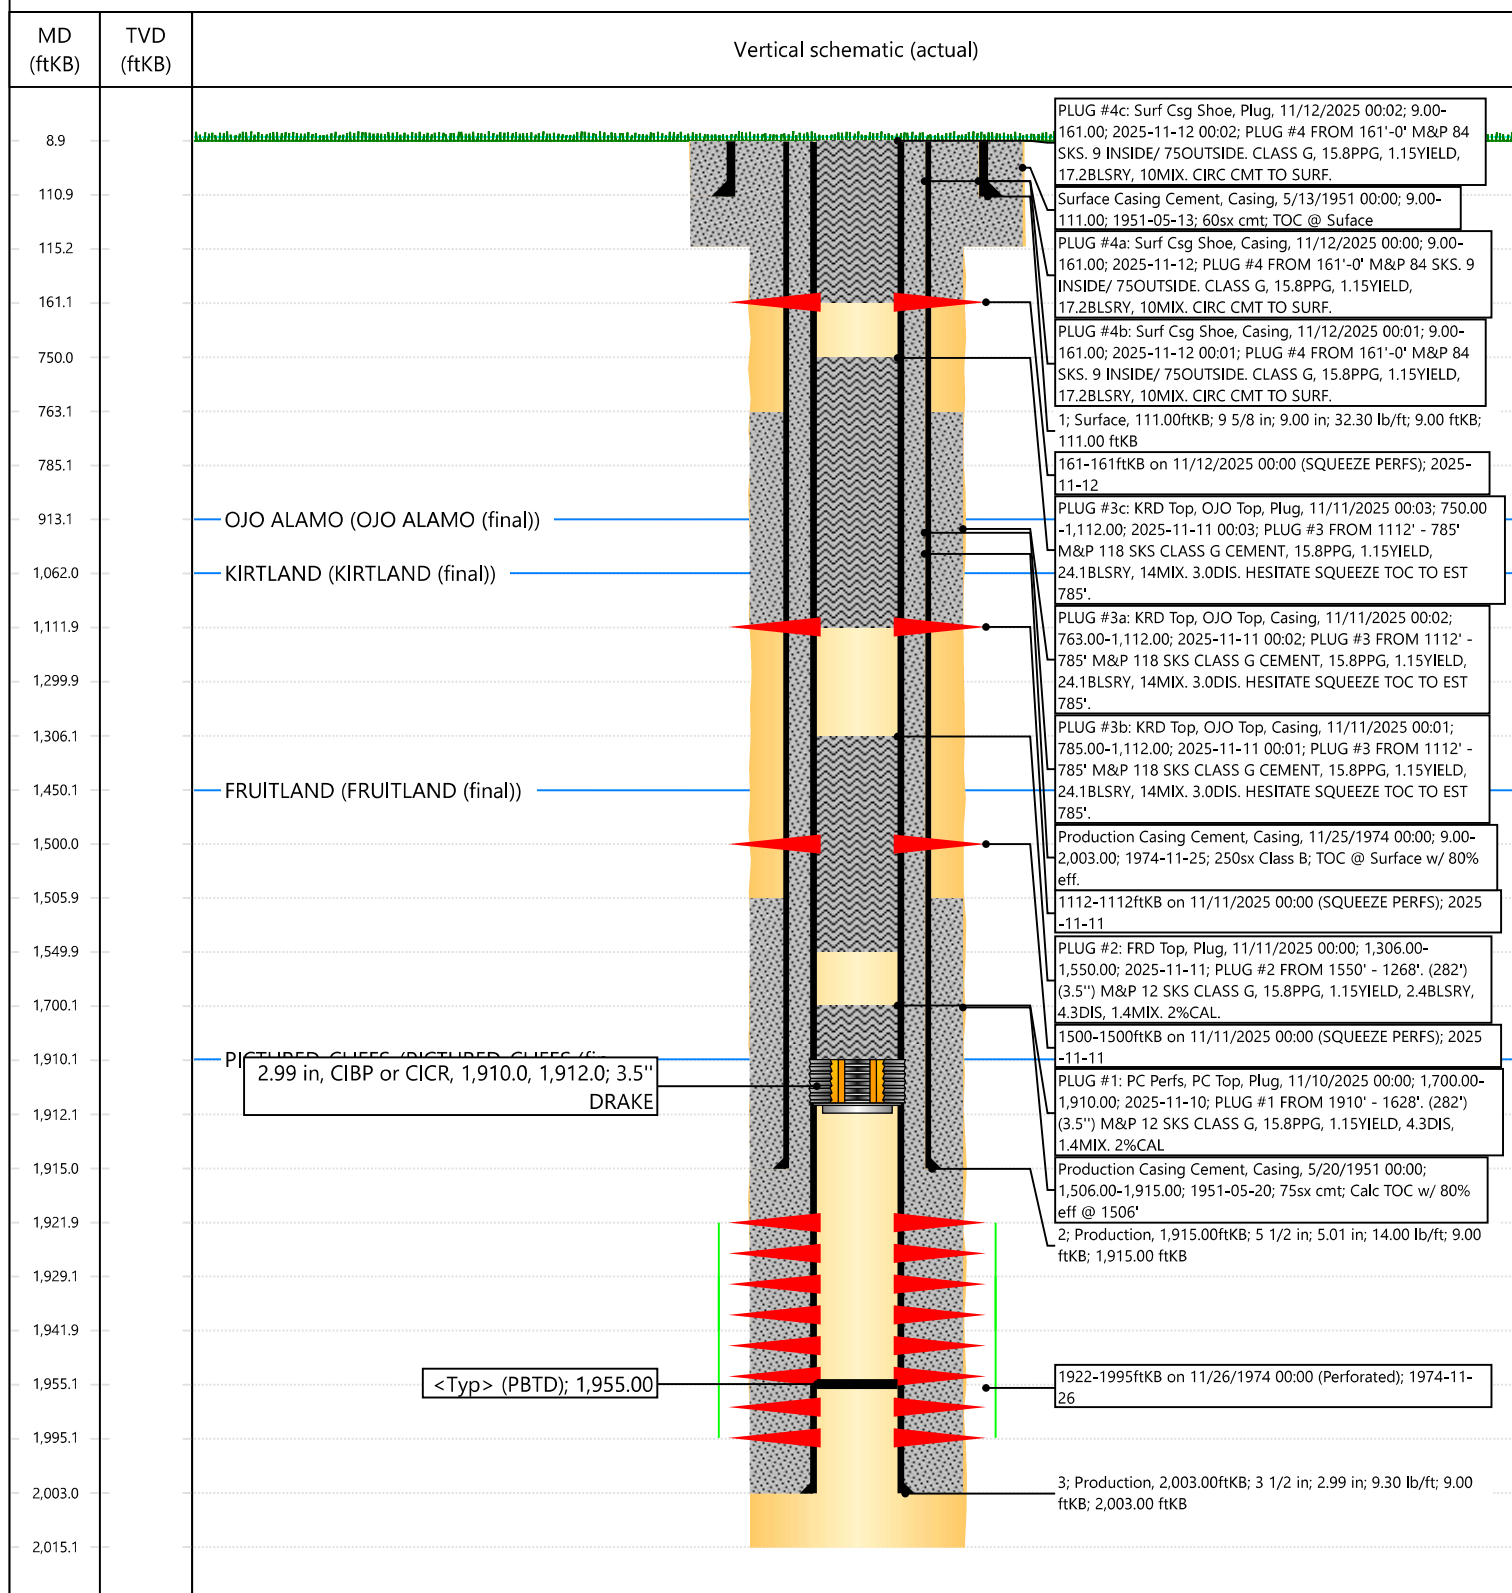 MD
(ftKB)
TVD
(ftKB)
Vertical schematic (actual)
8.9
110.9
115.2
161.1
750.0
763.1
785.1
913.1
1,062.0
1,111.9
1,299.9
1,306.1
1,450.1
1,500.0
1,505.9
1,549.9
1,700.1
1,910.1
1,912.1
1,915.0
1,921.9
1,929.1
1,941.9
1,955.1
1,995.1
2,003.0
2,015.1
OJO ALAMO (OJO ALAMO (final))
KIRTLAND (KIRTLAND (final))
FRUITLAND (FRUITLAND (final))
PICTURED CLIFFS (PICTURED CLIFFS (fin
2.99 in, CIBP or CICR, 1,910.0, 1,912.0; 3.5''
DRAKE
<Typ> (PBTD); 1,955.00
PLUG #4c: Surf Csg Shoe, Plug, 11/12/2025 00:02; 9.00-
161.00; 2025-11-12 00:02; PLUG #4 FROM 161'-0' M&P 84
SKS. 9 INSIDE/ 75OUTSIDE. CLASS G, 15.8PPG, 1.15YIELD,
17.2BLSRY, 10MIX. CIRC CMT TO SURF.
Surface Casing Cement, Casing, 5/13/1951 00:00; 9.00-
111.00; 1951-05-13; 60sx cmt; TOC @ Suface
PLUG #4a: Surf Csg Shoe, Casing, 11/12/2025 00:00; 9.00-
161.00; 2025-11-12; PLUG #4 FROM 161'-0' M&P 84 SKS. 9
INSIDE/ 75OUTSIDE. CLASS G, 15.8PPG, 1.15YIELD,
17.2BLSRY, 10MIX. CIRC CMT TO SURF.
PLUG #4b: Surf Csg Shoe, Casing, 11/12/2025 00:01; 9.00-
161.00; 2025-11-12 00:01; PLUG #4 FROM 161'-0' M&P 84
SKS. 9 INSIDE/ 75OUTSIDE. CLASS G, 15.8PPG, 1.15YIELD,
17.2BLSRY, 10MIX. CIRC CMT TO SURF.
1; Surface, 111.00ftKB; 9 5/8 in; 9.00 in; 32.30 lb/ft; 9.00 ftKB;
111.00 ftKB
161-161ftKB on 11/12/2025 00:00 (SQUEEZE PERFS); 2025-
11-12
PLUG #3c: KRD Top, OJO Top, Plug, 11/11/2025 00:03; 750.00
-1,112.00; 2025-11-11 00:03; PLUG #3 FROM 1112' - 785'
M&P 118 SKS CLASS G CEMENT, 15.8PPG, 1.15YIELD,
24.1BLSRY, 14MIX. 3.0DIS. HESITATE SQUEEZE TOC TO EST
785'.
PLUG #3a: KRD Top, OJO Top, Casing, 11/11/2025 00:02;
763.00-1,112.00; 2025-11-11 00:02; PLUG #3 FROM 1112' -
785' M&P 118 SKS CLASS G CEMENT, 15.8PPG, 1.15YIELD,
24.1BLSRY, 14MIX. 3.0DIS. HESITATE SQUEEZE TOC TO EST
785'.
PLUG #3b: KRD Top, OJO Top, Casing, 11/11/2025 00:01;
785.00-1,112.00; 2025-11-11 00:01; PLUG #3 FROM 1112' -
785' M&P 118 SKS CLASS G CEMENT, 15.8PPG, 1.15YIELD,
24.1BLSRY, 14MIX. 3.0DIS. HESITATE SQUEEZE TOC TO EST
785'.
Production Casing Cement, Casing, 11/25/1974 00:00; 9.00-
2,003.00; 1974-11-25; 250sx Class B; TOC @ Surface w/ 80%
eff.
1112-1112ftKB on 11/11/2025 00:00 (SQUEEZE PERFS); 2025
-11-11
PLUG #2: FRD Top, Plug, 11/11/2025 00:00; 1,306.00-
1,550.00; 2025-11-11; PLUG #2 FROM 1550' - 1268'. (282')
(3.5'') M&P 12 SKS CLASS G, 15.8PPG, 1.15YIELD, 2.4BLSRY,
4.3DIS, 1.4MIX. 2%CAL.
1500-1500ftKB on 11/11/2025 00:00 (SQUEEZE PERFS); 2025
-11-11
PLUG #1: PC Perfs, PC Top, Plug, 11/10/2025 00:00; 1,700.00-
1,910.00; 2025-11-10; PLUG #1 FROM 1910' - 1628'. (282')
(3.5'') M&P 12 SKS CLASS G, 15.8PPG, 1.15YIELD, 4.3DIS,
1.4MIX. 2%CAL
Production Casing Cement, Casing, 5/20/1951 00:00;
1,506.00-1,915.00; 1951-05-20; 75sx cmt; Calc TOC w/ 80%
eff @ 1506'
2; Production, 1,915.00ftKB; 5 1/2 in; 5.01 in; 14.00 lb/ft; 9.00
ftKB; 1,915.00 ftKB
1922-1995ftKB on 11/26/1974 00:00 (Perforated); 1974-11-
26
3; Production, 2,003.00ftKB; 3 1/2 in; 2.99 in; 9.30 lb/ft; 9.00
ftKB; 2,003.00 ftKB